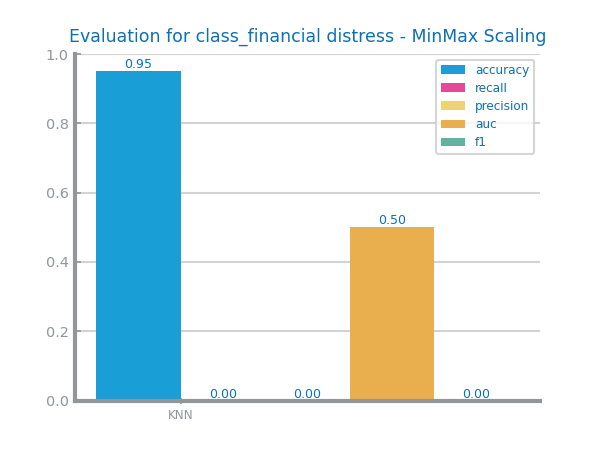 Evaluation for class_financial distress - MinMax Scaling
1.0
0.8
0.6
0.4
0.2
0.0
0.95
0.00
0.00
0.50
0.00
accuracy
recall
precision
auc
f1
KNN